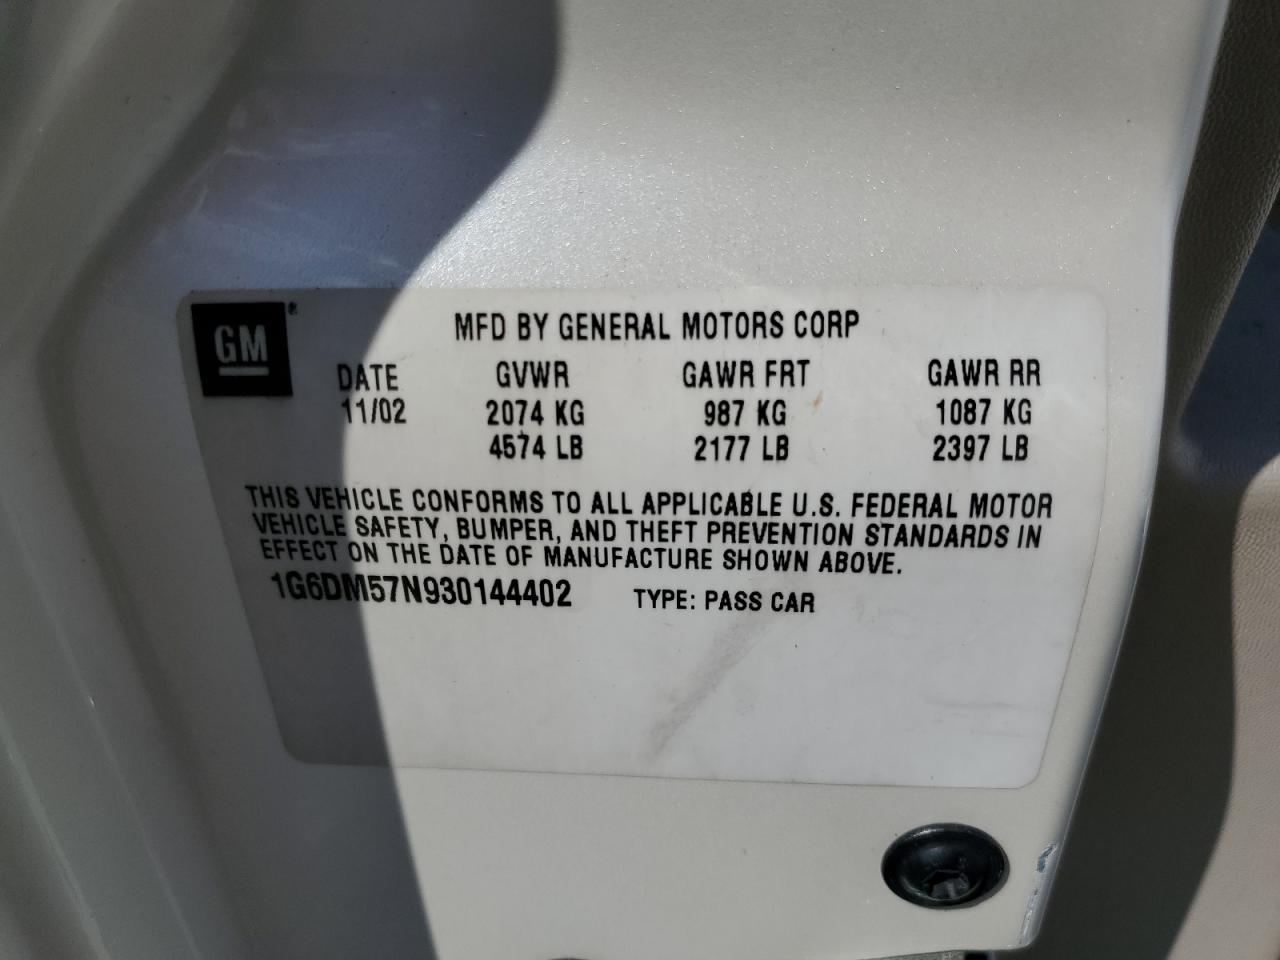 GM®
MFD BY GENERAL MOTORS CORP
DATE GVWR GAWR FRT GAWR RR
11/02 2074 KG 987 KG 1087 KG
4574 LB 2177 LB 2397 LB
THIS VEHICLE CONFORMS TO ALL APPLICABLE U.S. FEDERAL MOTOR
VEHICLE SAFETY, BUMPER, AND THEFT PREVENTION STANDARDS IN
EFFECT ON THE DATE OF MANUFACTURE SHOWN ABOVE.
1G6DM57N930144402 TYPE: PASS CAR